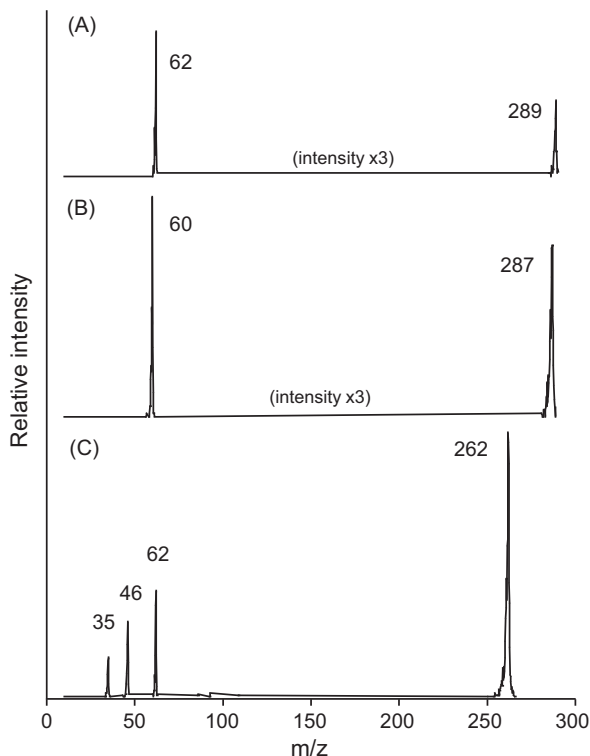 (A)
62
289
(intensity x3)
(B)
60
287
(intensity x3)
Relative intensity
(C)
262
62
46
35
0 50 100 150 200 250 300
m/z